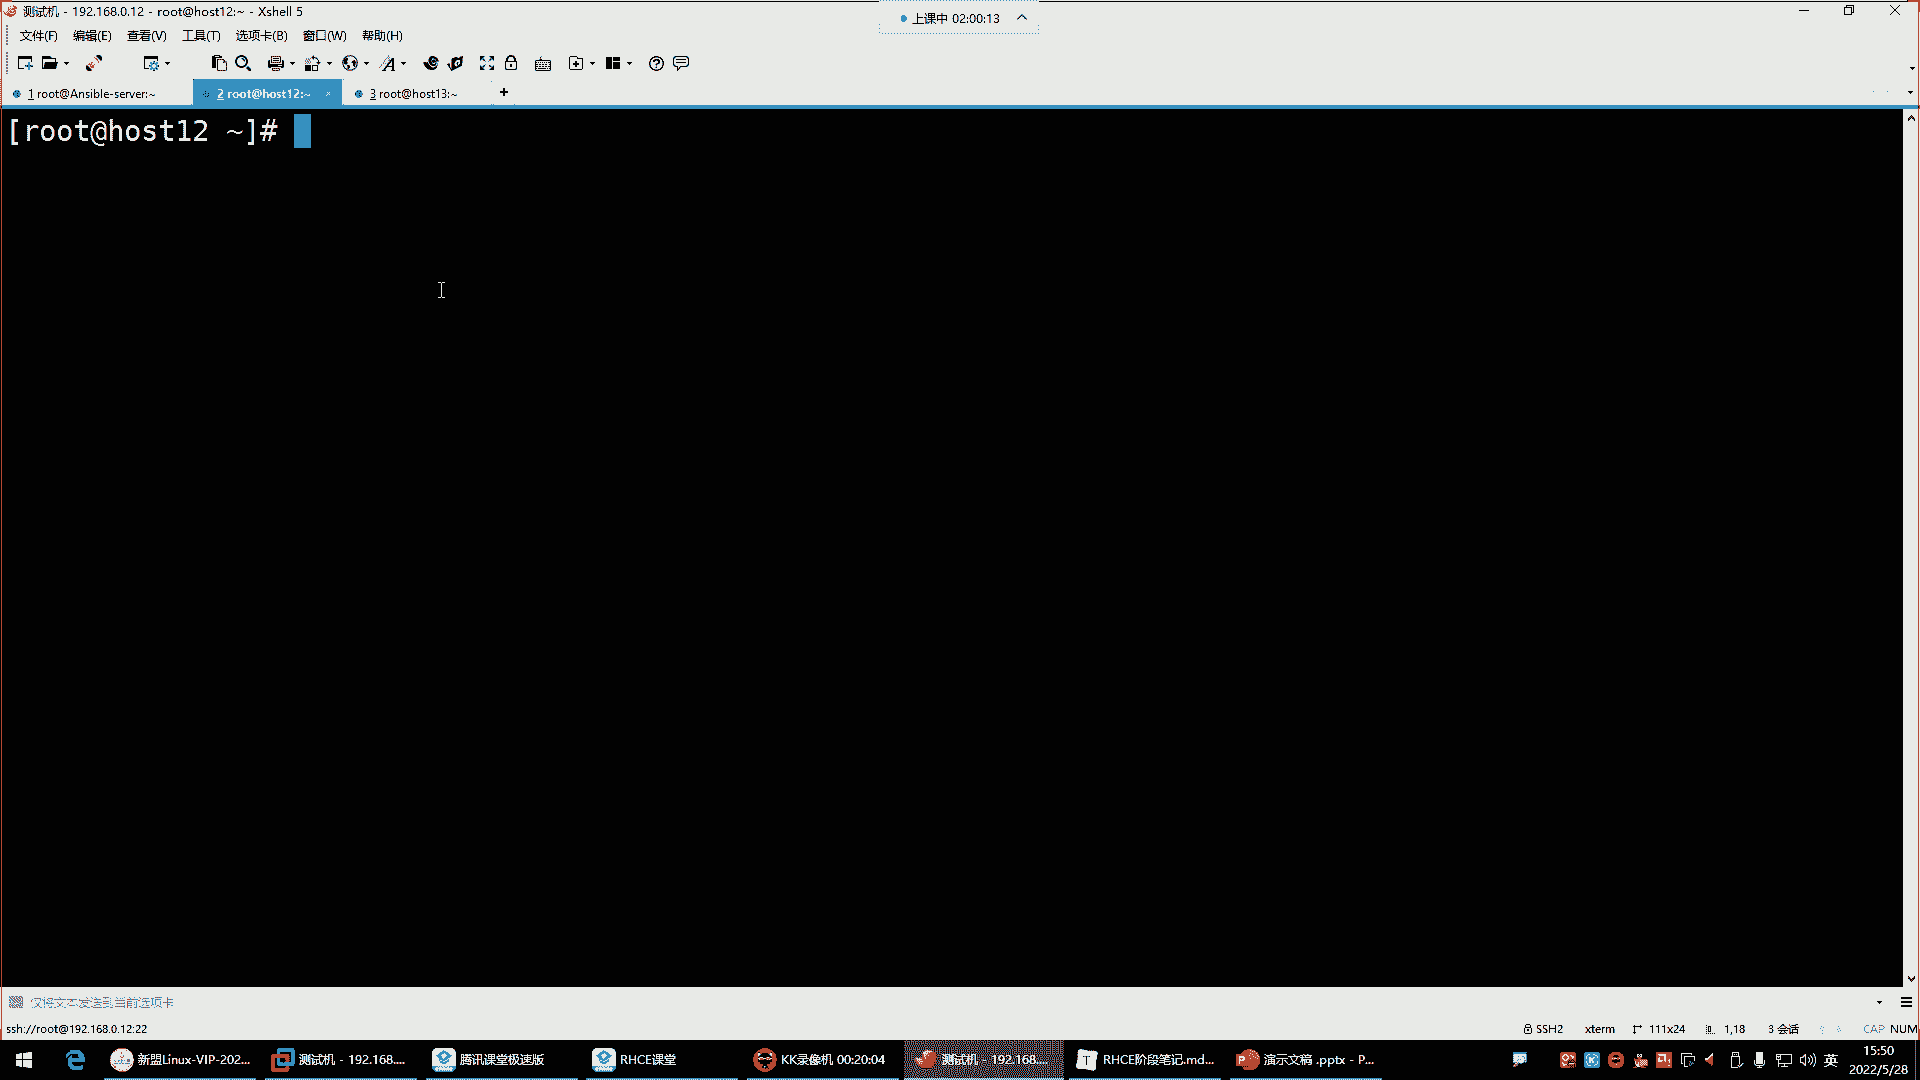 测试机 - 192.168.0.12 - root@host12:~ - Xshell 5
上课中 02:00:13
文件(F) 编辑(E) 查看(V) 工具(T) 选项卡(B) 窗口(W) 帮助(H)
1 root@Ansible-server:~
2 root@host12:~
3 root@host13:~
[root@host12 ~]#
仅将文本发送到当前选项卡
ssh://root@192.168.0.12:22
SSH2 xterm 111x24 1,18 3 会话 CAP NUM
新盟Linux-VIP-202...
测试机 - 192.168....
腾讯课堂极速版
RHCE课堂
KK录像机 00:20:04
测试机 - 192.168....
RHCE阶段笔记.md...
演示文稿 .pptx - P...
英
15:50
2022/5/28